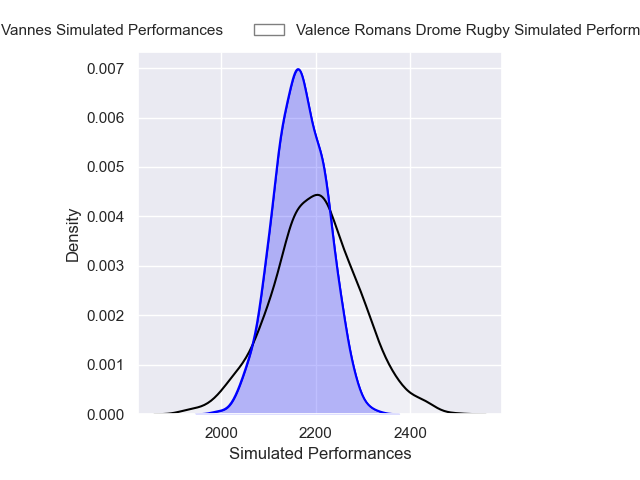 Vannes Simulated Performances
Valence Romans Drome Rugby Simulated Perform
0.007
0.006
0.005
0.004
0.003
0.002
0.001
0.000
Density
2000
2200
2400
Simulated Performances